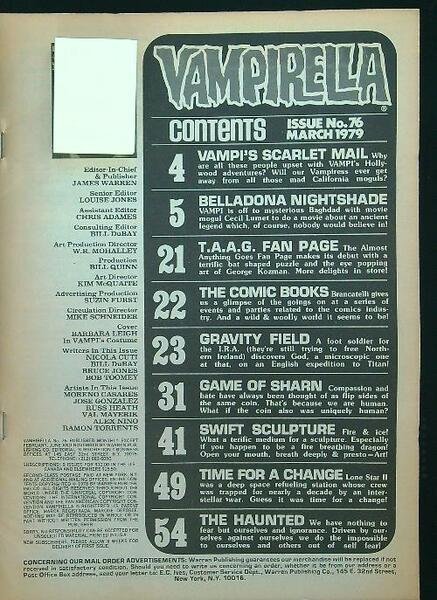 VAMPIRELLA
®
CONTENTS
ISSUE No. 76
MARCH 1979
4
VAMPI'S SCARLET MAIL Why
are all these people upset with VAMPI's Holly-
wood adventures? Will our Vampiress ever get
away from all those mad California moguls?
5
BELLADONA NIGHTSHADE
VAMPI is off to mysterious Baghdad with movie
mogul Cecil Lumet to do a movie about an ancient
legend which, of course, nobody would believe in!
21
T.A.A.G. FAN PAGE The Almost
Anything Goes Fan Page makes its debut with a
terrific bat shaped puzzle and the eye popping
art of George Kozman. More delights in store!
22
THE COMIC BOOKS Brancatelli gives
us a glimpse of the goings on at a series of
events and parties related to the comics indus-
try. And a wild & woolly world it seems to be!
23
GRAVITY FIELD A foot soldier for
the I.R.A. (they're still trying to free North-
ern Ireland) discovers God, a microscopic one
at that, on an English expedition to Titan!
31
GAME OF SHARN Compassion and
hate have always been thought of as flip sides of
the same coin. That's because we are human.
What if the coin also was uniquely human?
41
SWIFT SCULPTURE Fire & ice!
What a terrific medium for a sculpture. Especially
if you happen to be a fire breathing dragon!
Open your mouth, breath deeply & presto-Art!
49
TIME FOR A CHANGE Lone Star II
was a deep space refueling station whose crew
was trapped for nearly a decade by an inter-
stellar war. Guess it was time for a change!
54
THE HAUNTED We have nothing to
fear but ourselves and ignorance. Driven by our-
selves against ourselves we do the impossible
to ourselves and others out of self fear!
Editor-In-Chief
& Publisher
JAMES WARREN
Senior Editor
LOUISE JONES
Assistant Editor
CHRIS ADAMES
Consulting Editor
BILL DuBAY
Art Production Director
W.R. MOHALLEY
Production
BILL QUINN
Art Director
KIM McQUAITE
Advertising Production
SUZIN FURST
Circulation Director
MIKE SCHNEIDER
Cover
BARBARA LEIGH
In VAMPI's Costume
Writers In This Issue
NICOLA CUTI
BILL DuBAY
BRUCE JONES
BOB TOOMEY
Artists In This Issue
MORENO CASARES
JOSE GONZALEZ
RUSS HEATH
VAL MAYERIK
ALEX NINO
RAMON TORRENTS
CONCERNING OUR MAIL ORDER ADVERTISEMENTS: Warren Publishing guarantees our merchandise will be replaced if not
received in satisfactory condition. Should you need to write us concerning an order, whether it is from our address or a
Post Office Box address, send your letter to: E.C. Ives, Customer Service Dept., Warren Publishing Co., 145 E. 32nd Street,
New York, N.Y. 10016.